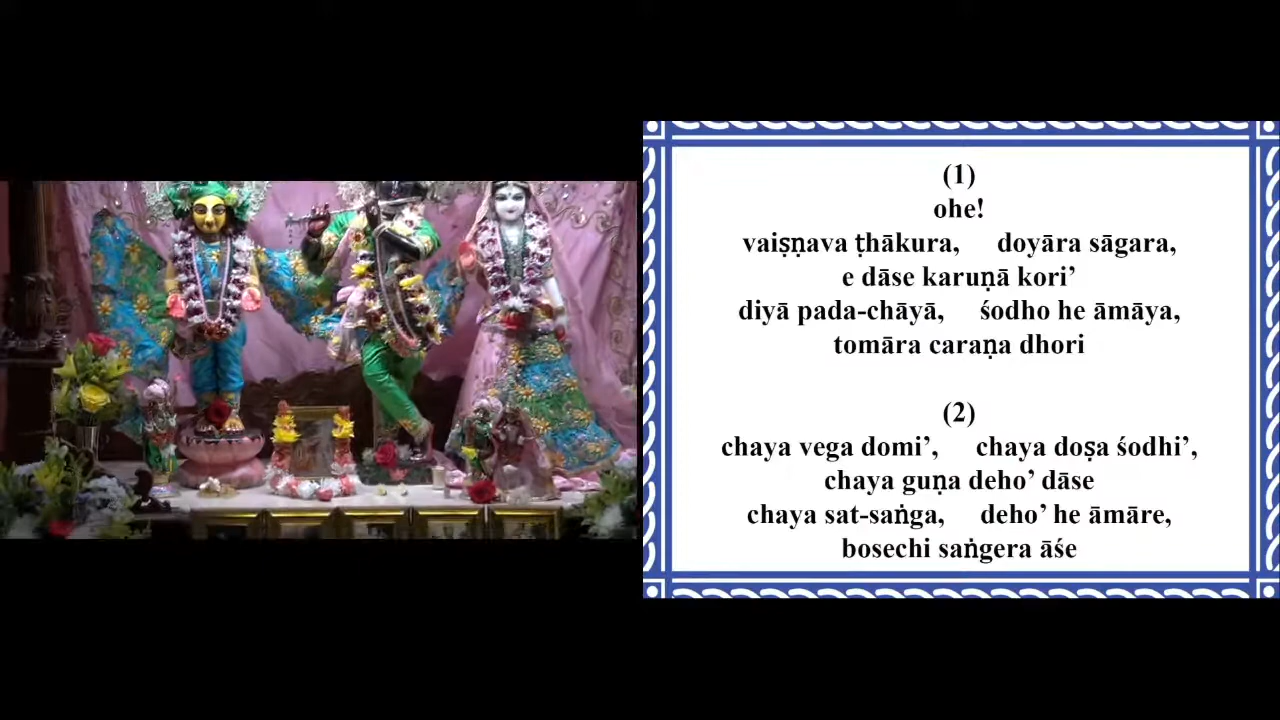 (1)
ohe!
vaiṣṇava ṭhākura, doyāra sāgara,
e dāse karuṇā kori’
diyā pada-chāyā, śodho he āmāya,
tomāra caraṇa dhori
(2)
chaya vega domi’, chaya doṣa śodhi’,
chaya guṇa deho’ dāse
chaya sat-saṅga, deho’ he āmāre,
bosechi saṅgera āśe